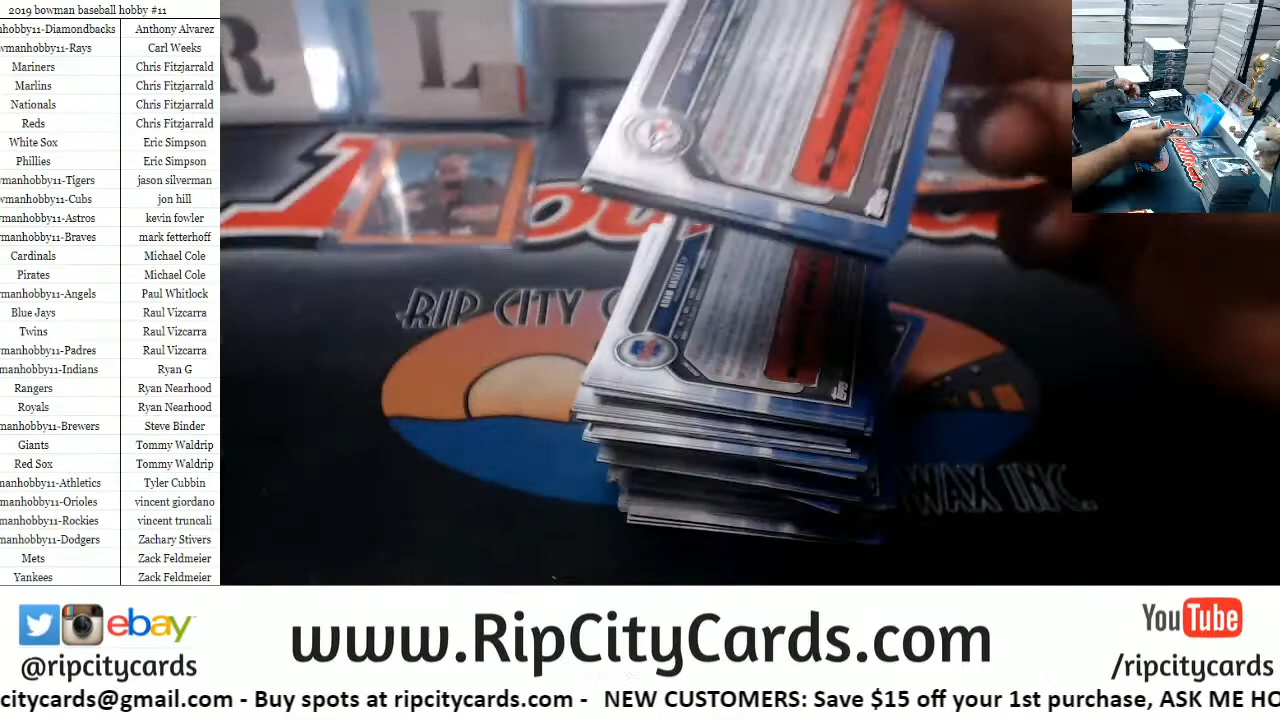 2019 bowman baseball hobby #11
hobby11-Diamondbacks Anthony Alvarez
wmanhobby11-Rays Carl Weeks
Mariners Chris Fitzjarrald
Marlins Chris Fitzjarrald
Nationals Chris Fitzjarrald
Reds Chris Fitzjarrald
White Sox Eric Simpson
Phillies Eric Simpson
wmanhobby11-Tigers jason silverman
wmanhobby11-Cubs jon hill
manhobby11-Astros kevin fowler
manhobby11-Braves mark fetterhoff
Cardinals Michael Cole
Pirates Michael Cole
manhobby11-Angels Paul Whitlock
Blue Jays Raul Vizcarra
Twins Raul Vizcarra
manhobby11-Padres Raul Vizcarra
manhobby11-Indians Ryan G
Rangers Ryan Nearhood
Royals Ryan Nearhood
manhobby11-Brewers Steve Binder
Giants Tommy Waldrip
Red Sox Tommy Waldrip
manhobby11-Athletics Tyler Cubbin
manhobby11-Orioles vincent giordano
manhobby11-Rockies vincent truncali
manhobby11-Dodgers Zachary Stivers
Mets Zack Feldmeier
Yankees Zack Feldmeier
RIP CITY
WAX INC.
Topps
ebay
@ripcitycards
www.RipCityCards.com
YouTube
/ripcitycards
citycards@gmail.com - Buy spots at ripcitycards.com - NEW CUSTOMERS: Save $15 off your 1st purchase, ASK ME HO